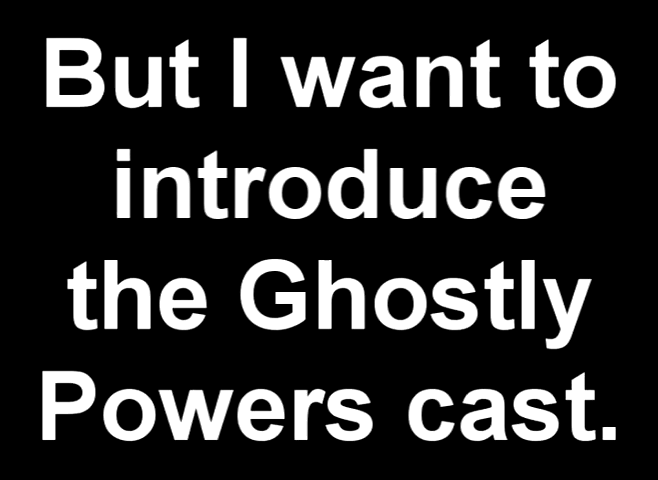 But I want to
introduce
the Ghostly
Powers cast.